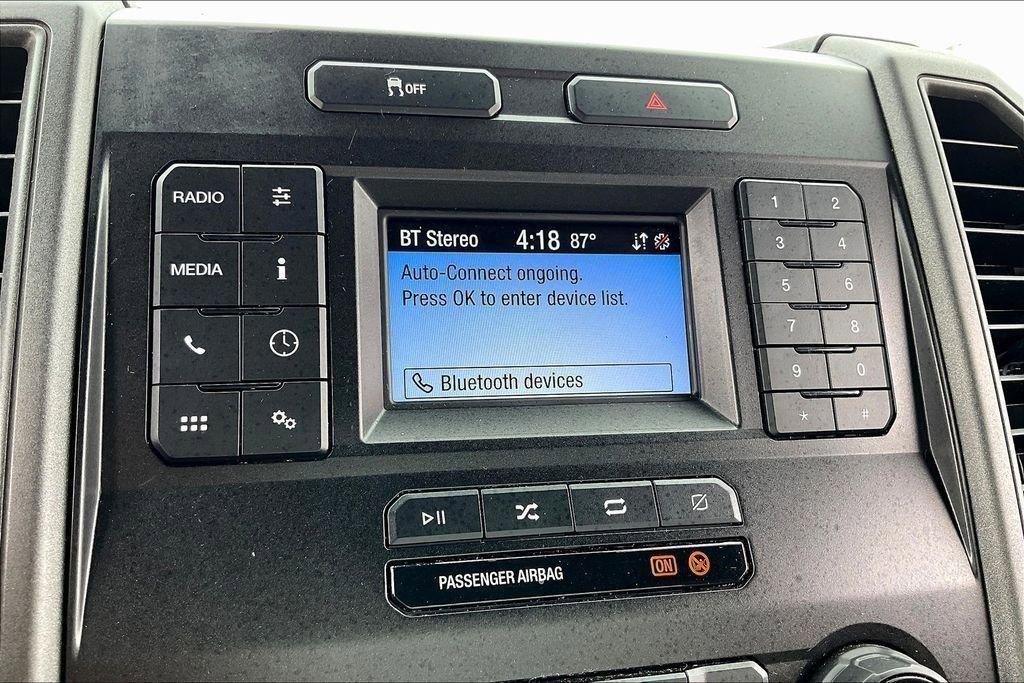 OFF
RADIO
MEDIA
BT Stereo 4:18 87°
Auto-Connect ongoing.
Press OK to enter device list.
Bluetooth devices
1 2
3 4
5 6
7 8
9 0
* #
PASSENGER AIRBAG ON